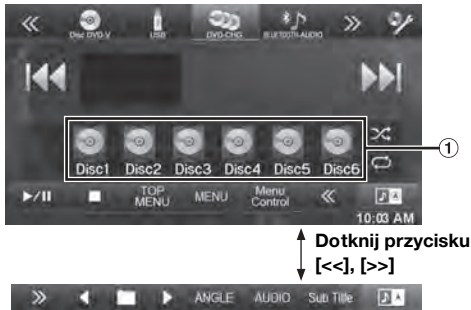 Disc DVD-V USB DVD-CHG BLUETOOTH AUDIO
Disc1 Disc2 Disc3 Disc4 Disc5 Disc6
1
TOP MENU MENU Menu Control
10:03 AM
Dotknij przycisku
[<<], [>>]
ANGLE AUDIO Sub Title